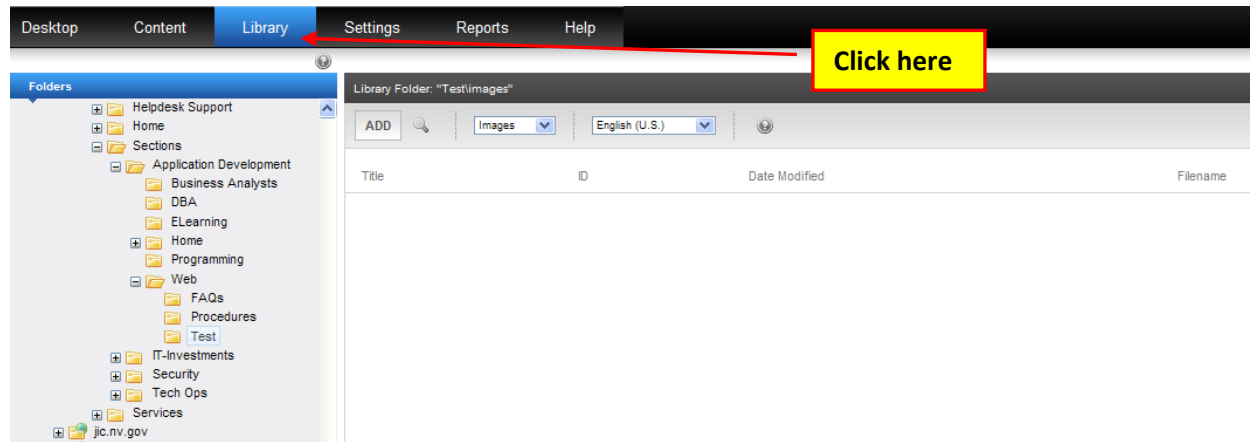 Desktop Content Library Settings Reports Help
Click here
Folders
Library Folder: "Test\images"
ADD Images English (U.S.)
Title ID Date Modified Filename
Helpdesk Support
Home
Sections
Application Development
Business Analysts
DBA
ELearning
Home
Programming
Web
FAQs
Procedures
Test
IT-Investments
Security
Tech Ops
Services
jic.nv.gov